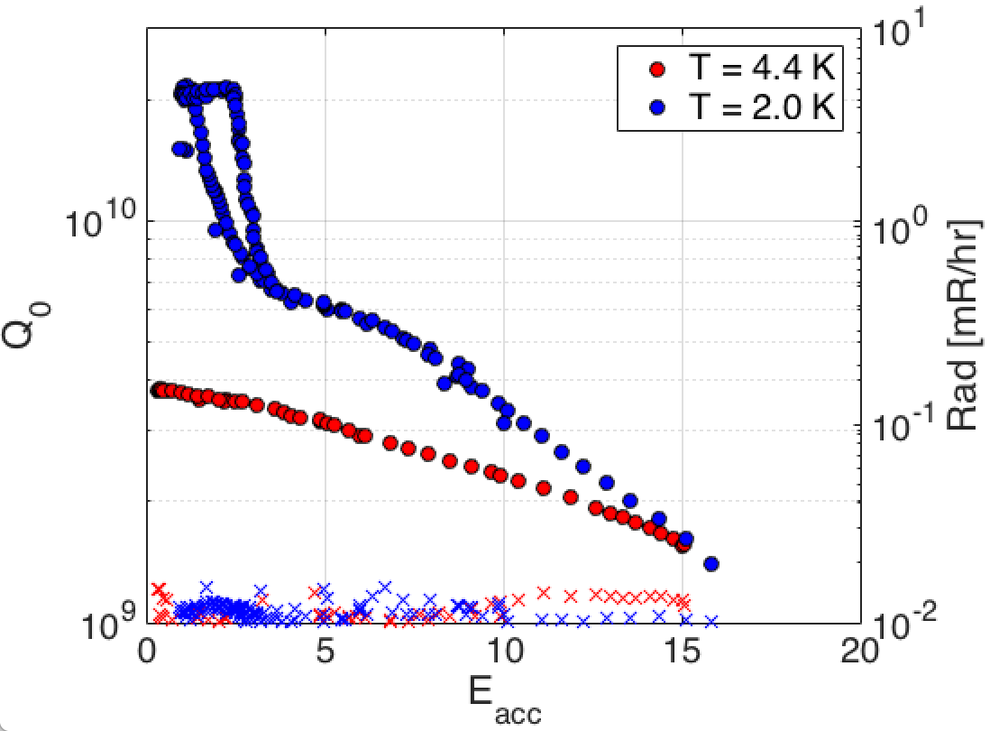 10^1
T = 4.4 K
T = 2.0 K
10^10
10^0
Q_0
Rad [mR/hr]
10^-1
10^9
10^-2
0 5 10 15 20
E_acc